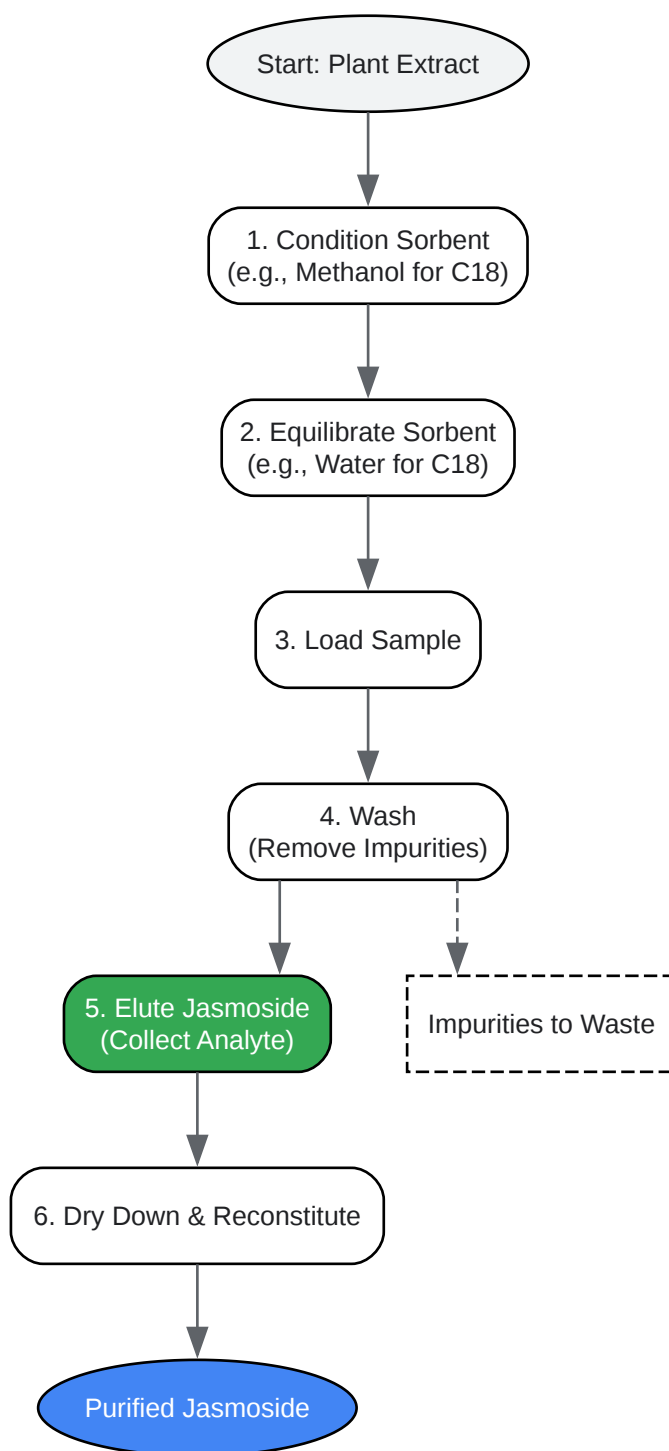 Start: Plant Extract
1. Condition Sorbent
(e.g., Methanol for C18)
2. Equilibrate Sorbent
(e.g., Water for C18)
3. Load Sample
4. Wash
(Remove Impurities)
5. Elute Jasmoside
(Collect Analyte)
Impurities to Waste
6. Dry Down & Reconstitute
Purified Jasmoside